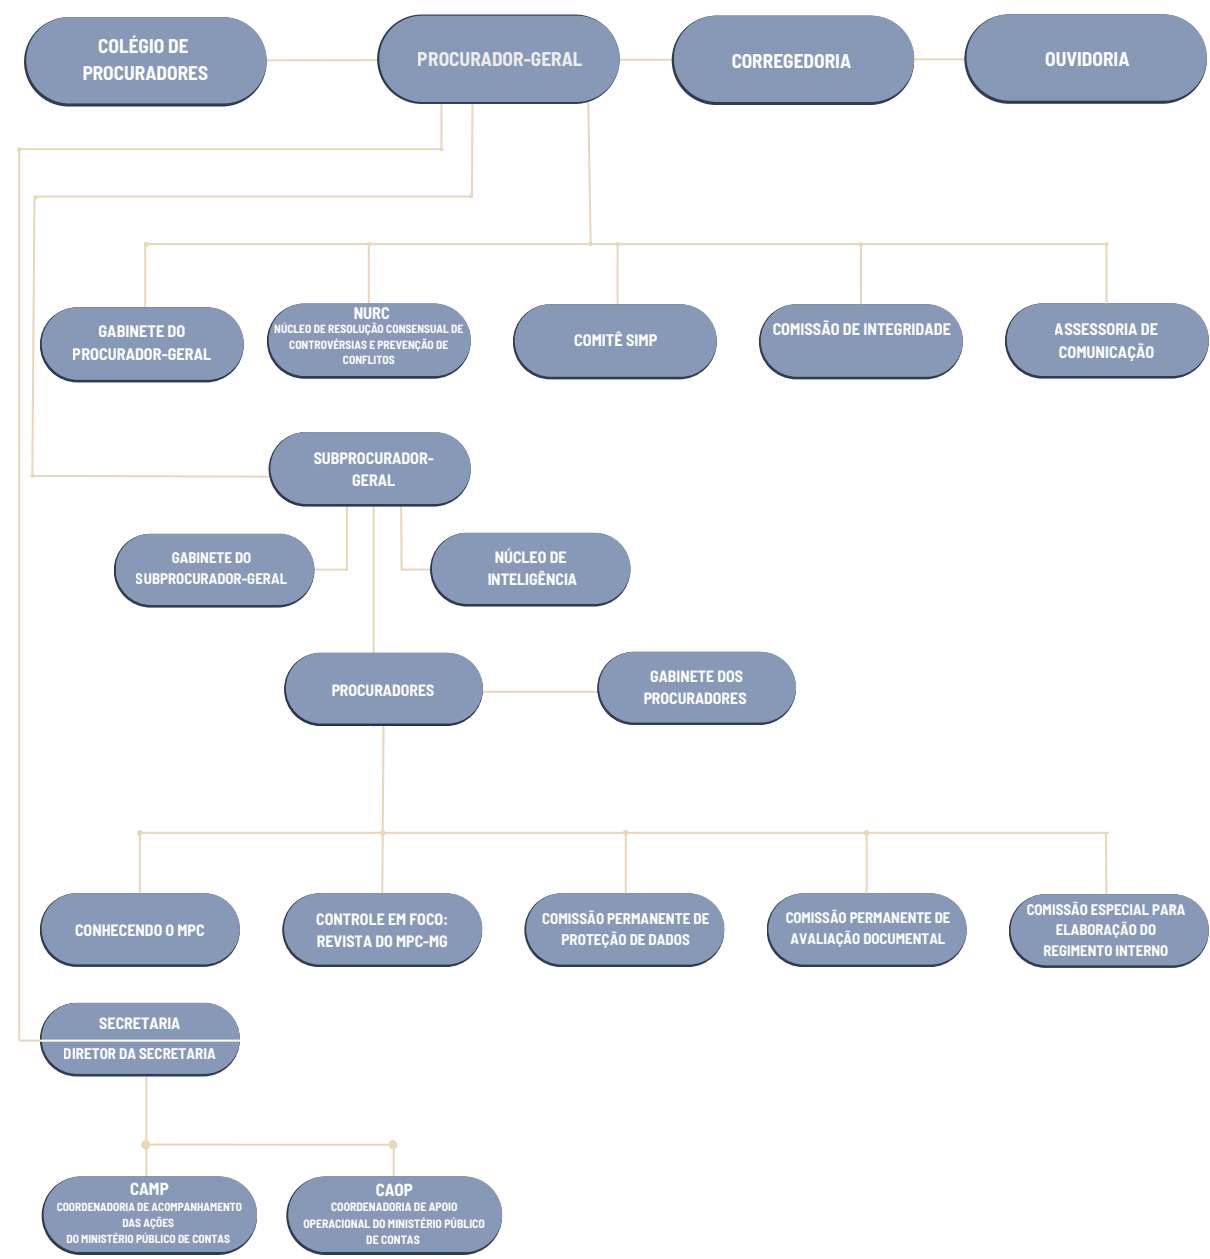 COLÉGIO DE
PROCURADORES
PROCURADOR-GERAL
CORREGEDORIA
OUVIDORIA
GABINETE DO
PROCURADOR-GERAL
NURC
NÚCLEO DE RESOLUÇÃO CONSENSUAL DE
CONTROVÉRSIAS E PREVENÇÃO DE
CONFLITOS
COMITÊ SIMP
COMISSÃO DE INTEGRIDADE
ASSESSORIA DE
COMUNICAÇÃO
SUBPROCURADOR-
GERAL
GABINETE DO
SUBPROCURADOR-GERAL
NÚCLEO DE
INTELIGÊNCIA
PROCURADORES
GABINETE DOS
PROCURADORES
CONHECENDO O MPC
CONTROLE EM FOCO:
REVISTA DO MPC-MG
COMISSÃO PERMANENTE DE
PROTEÇÃO DE DADOS
COMISSÃO PERMANENTE DE
AVALIAÇÃO DOCUMENTAL
COMISSÃO ESPECIAL PARA
ELABORAÇÃO DO
REGIMENTO INTERNO
SECRETARIA
DIRETOR DA SECRETARIA
CAMP
COORDENADORIA DE ACOMPANHAMENTO
DAS AÇÕES
DO MINISTÉRIO PÚBLICO DE CONTAS
CAOP
COORDENADORIA DE APOIO
OPERACIONAL DO MINISTÉRIO PÚBLICO
DE CONTAS